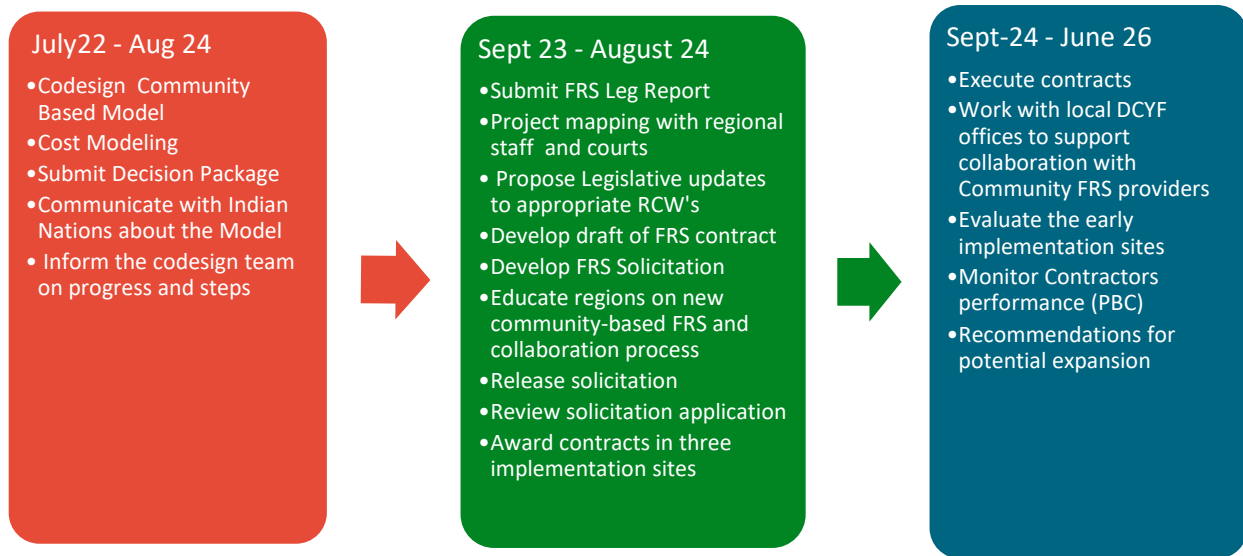 July22 - Aug 24
•Codesign Community
Based Model
•Cost Modeling
•Submit Decision Package
•Communicate with Indian
Nations about the Model
• Inform the codesign team
on progress and steps
Sept 23 - August 24
•Submit FRS Leg Report
•Project mapping with regional
staff and courts
• Propose Legislative updates
to appropriate RCW's
•Develop draft of FRS contract
•Develop FRS Solicitation
•Educate regions on new
community-based FRS and
collaboration process
•Release solicitation
•Review solicitation application
•Award contracts in three
implementation sites
Sept-24 - June 26
•Execute contracts
•Work with local DCYF
offices to support
collaboration with
Community FRS providers
•Evaluate the early
implementation sites
•Monitor Contractors
performance (PBC)
•Recommendations for
potential expansion